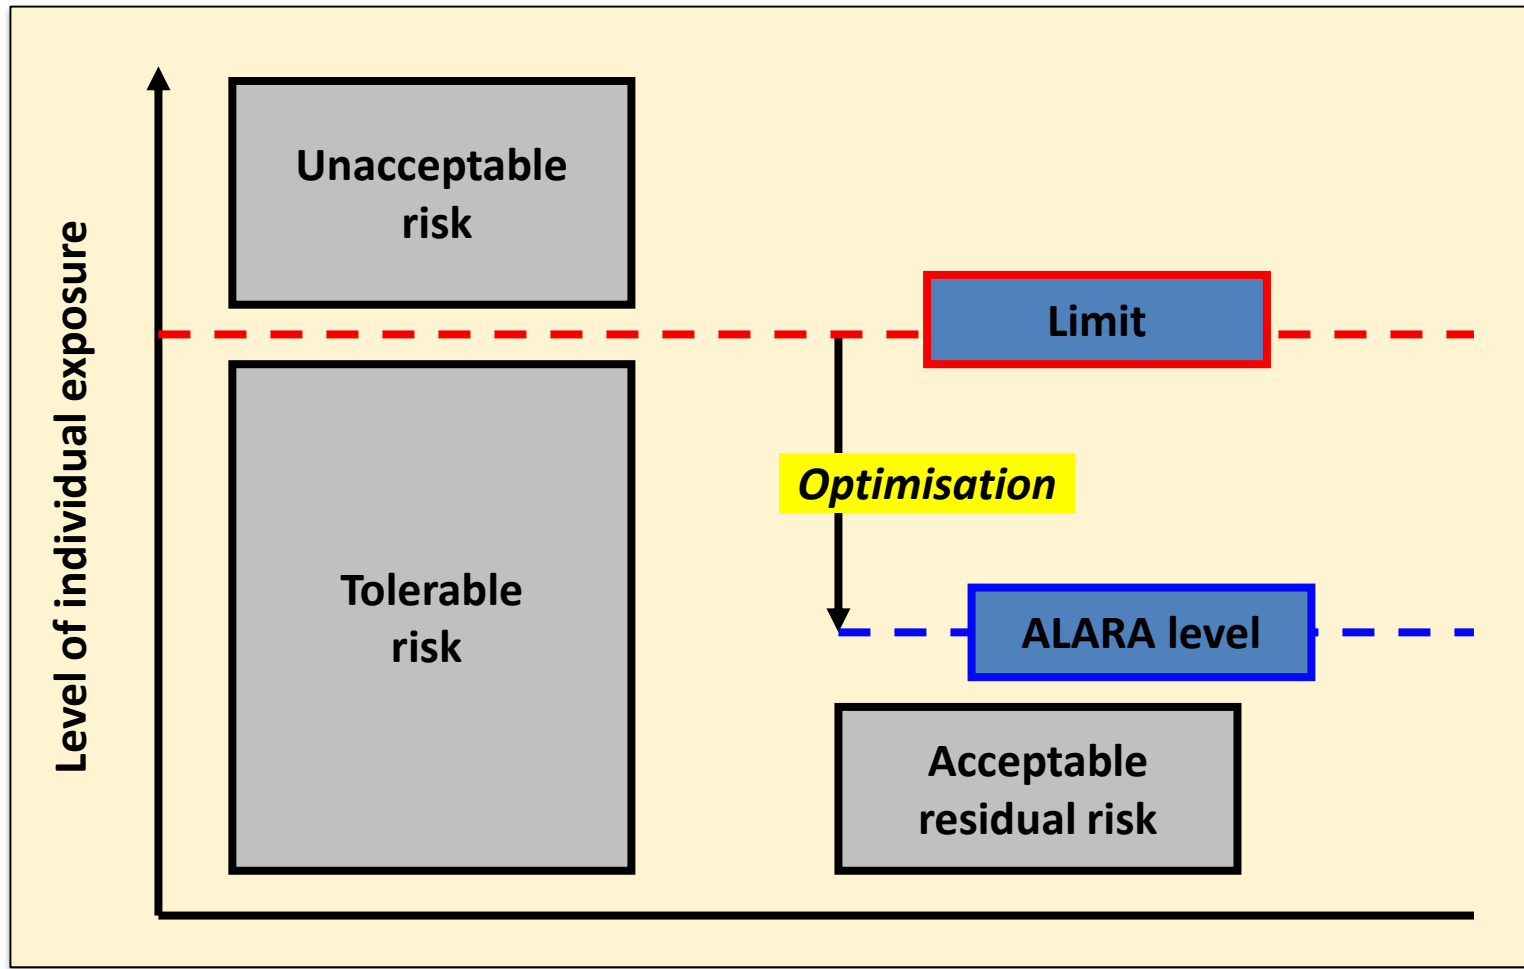 Level of individual exposure
Unacceptable
risk
Limit
Optimisation
Tolerable
risk
ALARA level
Acceptable
residual risk